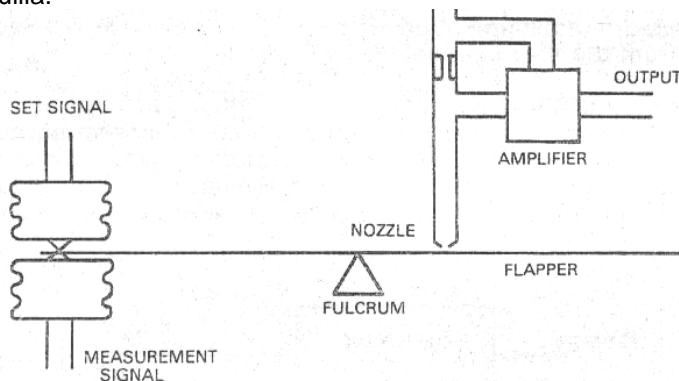 SET SIGNAL
OUTPUT
AMPLIFIER
NOZZLE
FLAPPER
FULCRUM
MEASUREMENT
SIGNAL